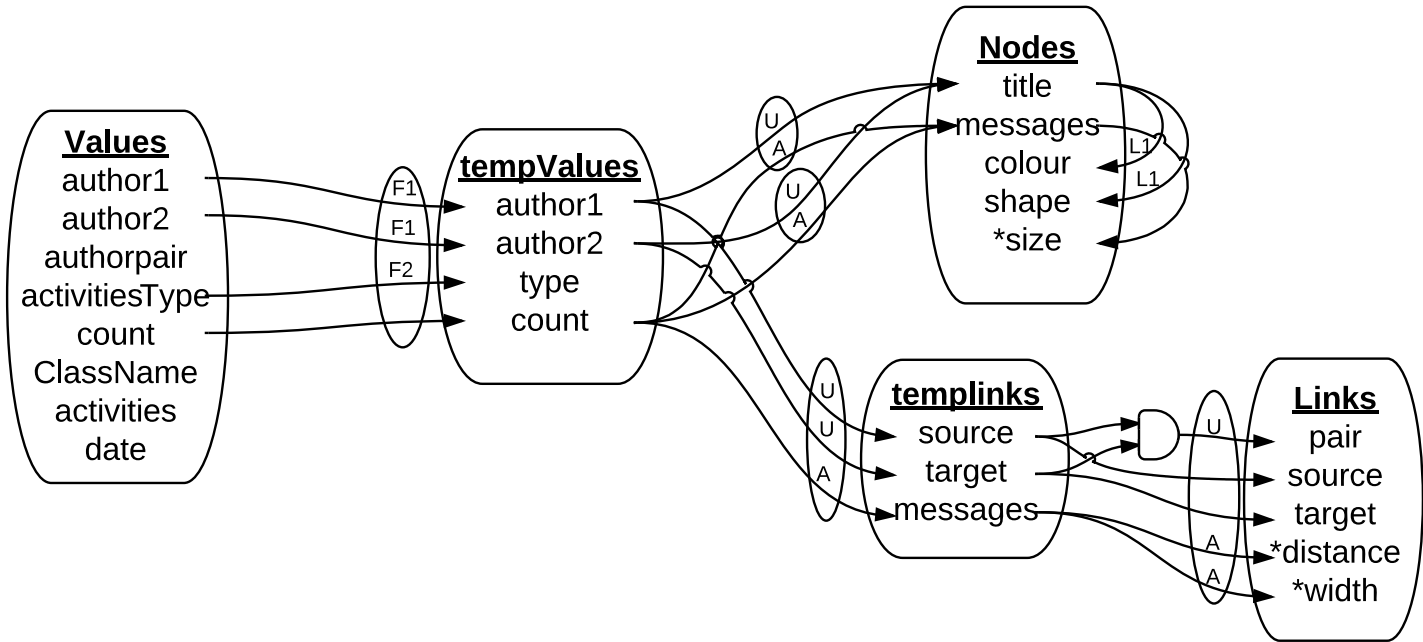 Values
author1
author2
authorpair
activitiesType
count
ClassName
activities
date
F1
F1
F2
tempValues
author1
author2
type
count
U
A
U
A
Nodes
title
messages
colour
shape
*size
L1
L1
U
U
A
templinks
source
target
messages
U
A
A
Links
pair
source
target
*distance
*width